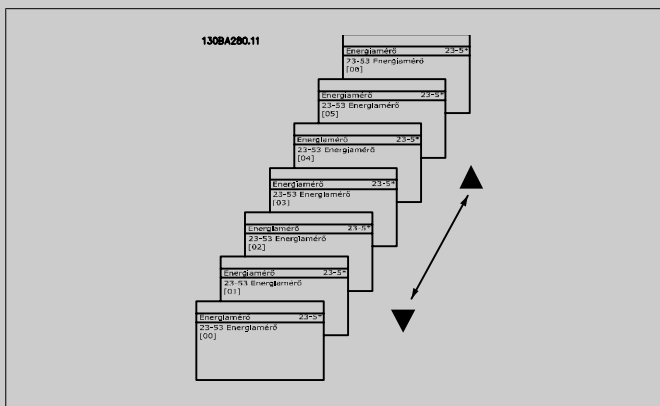 130BA280.11
Energiamérő 23-5*
23-53 Energiamérő
[06]
Energiamérő 23-5*
23-53 Energiamérő
[05]
Energiamérő 23-5*
23-53 Energiamérő
[04]
Energiamérő 23-5*
23-53 Energiamérő
[03]
Energiamérő 23-5*
23-53 Energiamérő
[02]
Energiamérő 23-5*
23-53 Energiamérő
[01]
Energiamérő 23-5*
23-53 Energiamérő
[00]